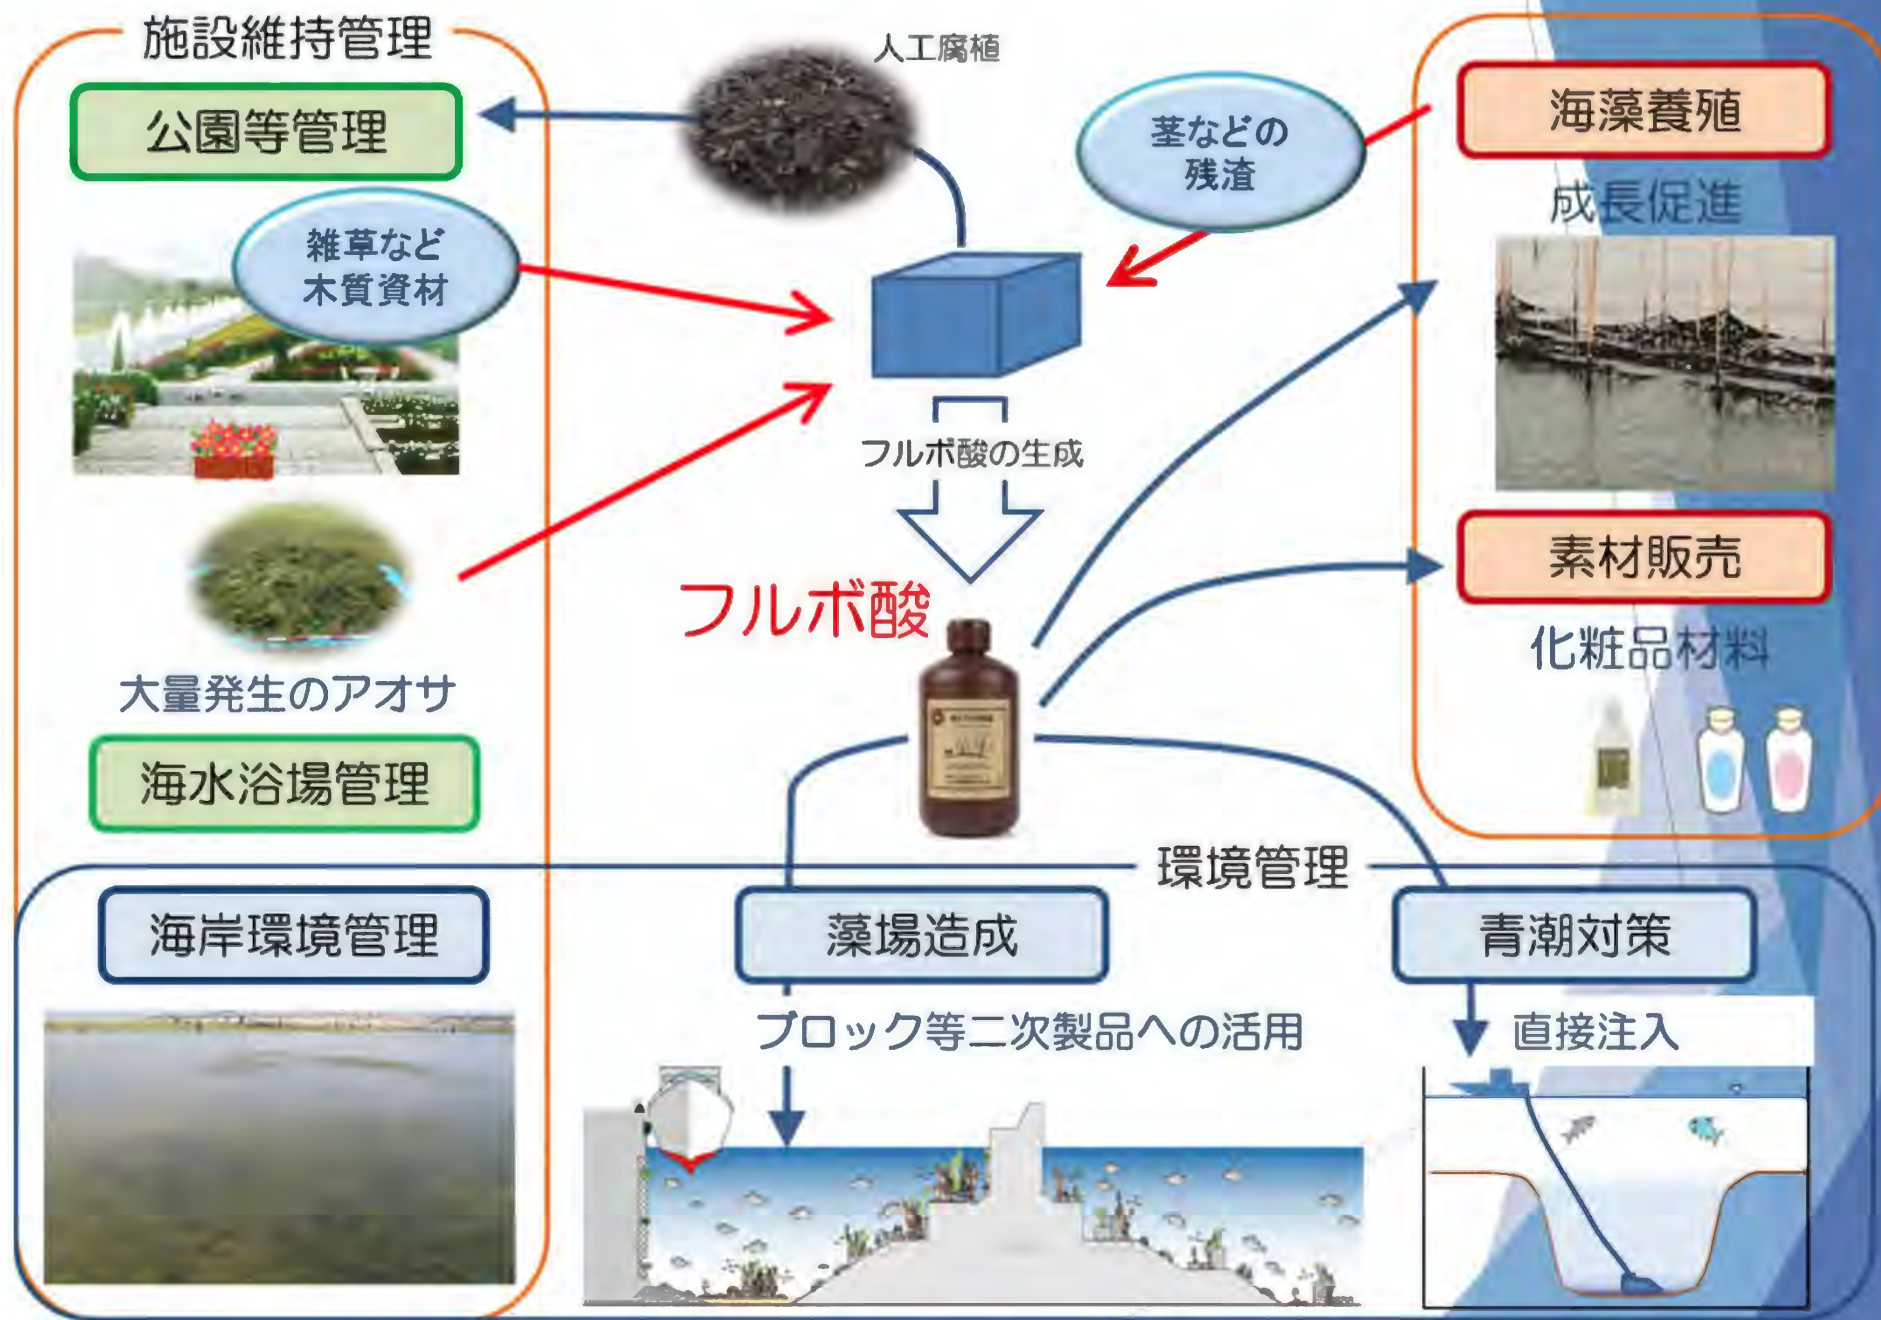 施設維持管理
公園等管理
雑草など
木質資材
大量発生のアオサ
海水浴場管理
人工腐植
茎などの
残渣
フルボ酸の生成
フルボ酸
海藻養殖
成長促進
素材販売
化粧品材料
環境管理
海岸環境管理
藻場造成
ブロック等二次製品への活用
青潮対策
直接注入